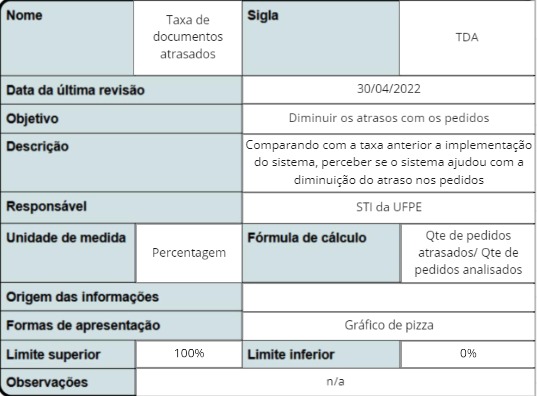 Nome
Taxa de
documentos
atrasados
Sigla
TDA
Data da última revisão
30/04/2022
Objetivo
Diminuir os atrasos com os pedidos
Descrição
Comparando com a taxa anterior a implementação
do sistema, perceber se o sistema ajudou com a
diminuição do atraso nos pedidos
Responsável
STI da UFPE
Unidade de medida
Percentagem
Fórmula de cálculo
Qte de pedidos
atrasados/ Qte de
pedidos analisados
Origem das informações
Formas de apresentação
Gráfico de pizza
Limite superior
100%
Limite inferior
0%
Observações
n/a